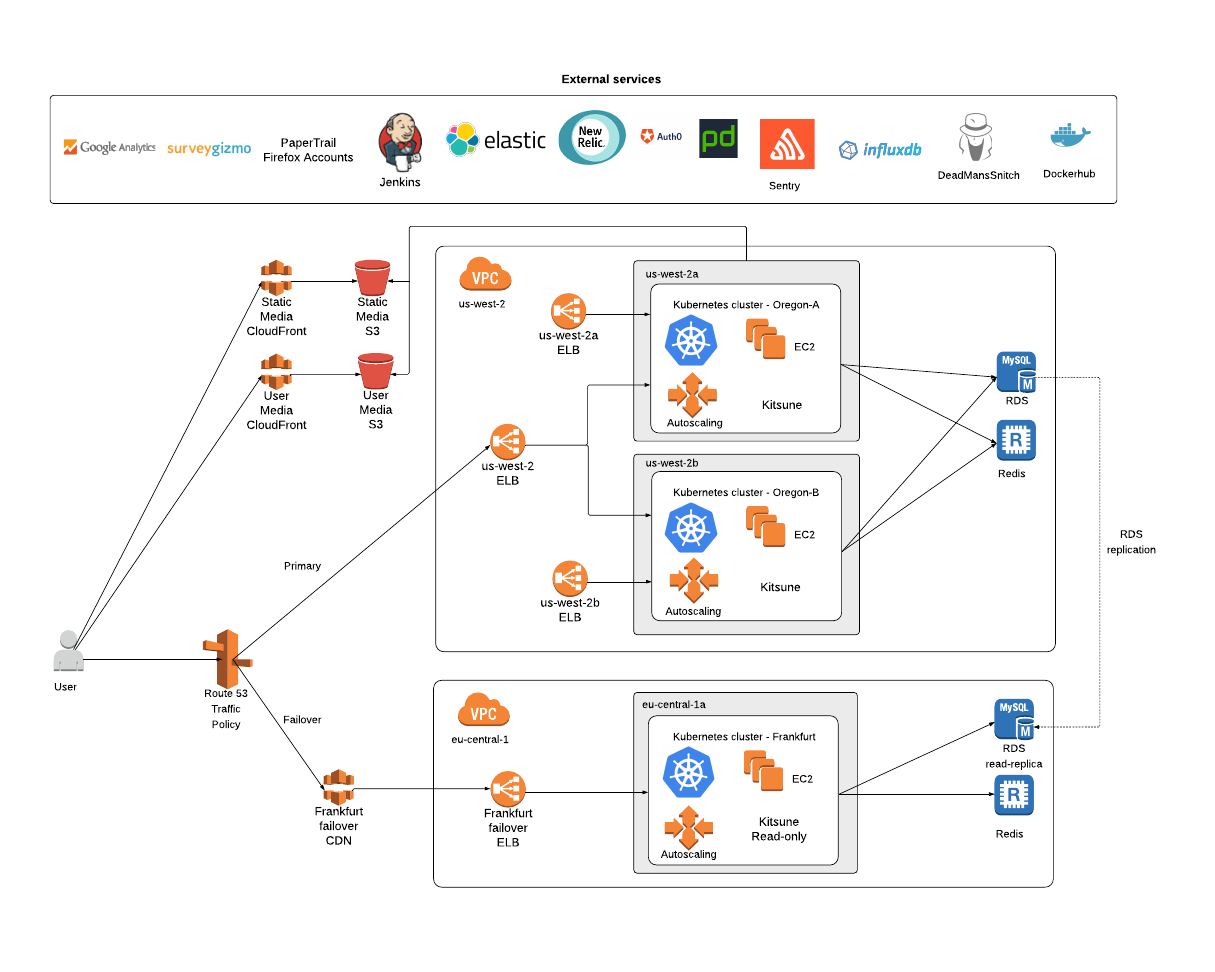 External services
Google Analytics
surveygizmo
PaperTrail
Firefox Accounts
Jenkins
elastic
New
Relic.
Auth0
pd
Sentry
influxdb
DeadMansSnitch
Dockerhub
Static
Media
CloudFront
Static
Media
S3
User
Media
CloudFront
User
Media
S3
VPC
us-west-2
us-west-2a
ELB
us-west-2a
Kubernetes cluster - Oregon-A
EC2
Autoscaling
Kitsune
MySQL
M
RDS
R
Redis
us-west-2
ELB
us-west-2b
Kubernetes cluster - Oregon-B
EC2
Autoscaling
Kitsune
us-west-2b
ELB
RDS
replication
Primary
User
Route 53
Traffic
Policy
Failover
Frankfurt
failover
CDN
VPC
eu-central-1
Frankfurt
failover
ELB
eu-central-1a
Kubernetes cluster - Frankfurt
EC2
Autoscaling
Kitsune
Read-only
MySQL
M
RDS
read-replica
R
Redis